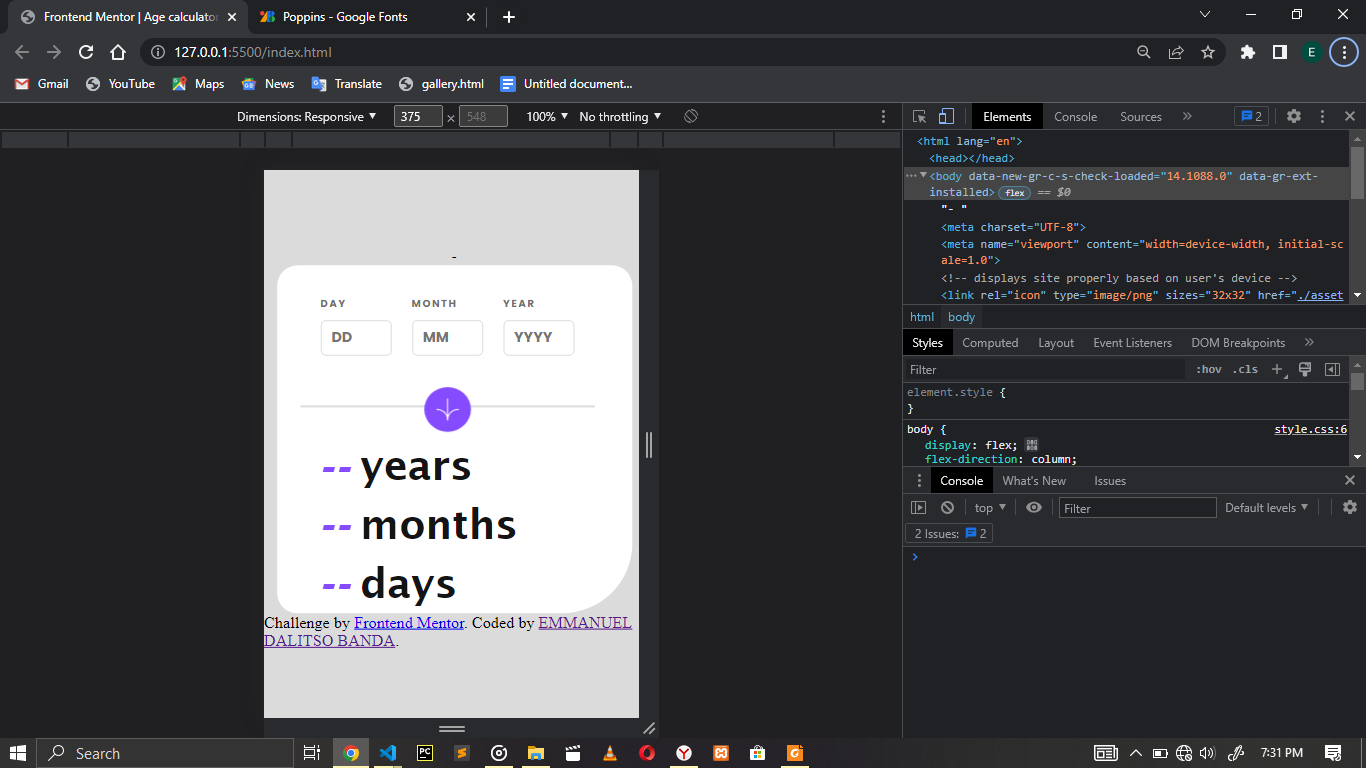 Frontend Mentor | Age calculator
Poppins - Google Fonts
127.0.0.1:5500/index.html
E
Gmail
YouTube
Maps
News
Translate
gallery.html
Untitled document...
Dimensions: Responsive
375
×
548
100%
No throttling
Elements
Console
Sources
»
2
<html lang="en">
<head></head>
<body data-new-gr-c-s-check-loaded="14.1088.0" data-gr-ext-
installed> flex == $0
"- "
<meta charset="UTF-8">
<meta name="viewport" content="width=device-width, initial-sc
ale=1.0">
<!-- displays site properly based on user's device -->
<link rel="icon" type="image/png" sizes="32x32" href="./asset
html body
Styles
Computed
Layout
Event Listeners
DOM Breakpoints
»
Filter
:hov .cls +
element.style {
}
body { style.css:6
display: flex;
flex-direction: column;
Console
What's New
Issues
top
Filter
Default levels
2 Issues: 2
-
DAY MONTH YEAR
DD MM YYYY
-- years
-- months
-- days
Challenge by Frontend Mentor. Coded by EMMANUEL
DALITSO BANDA.
Search
PC
7:31 PM